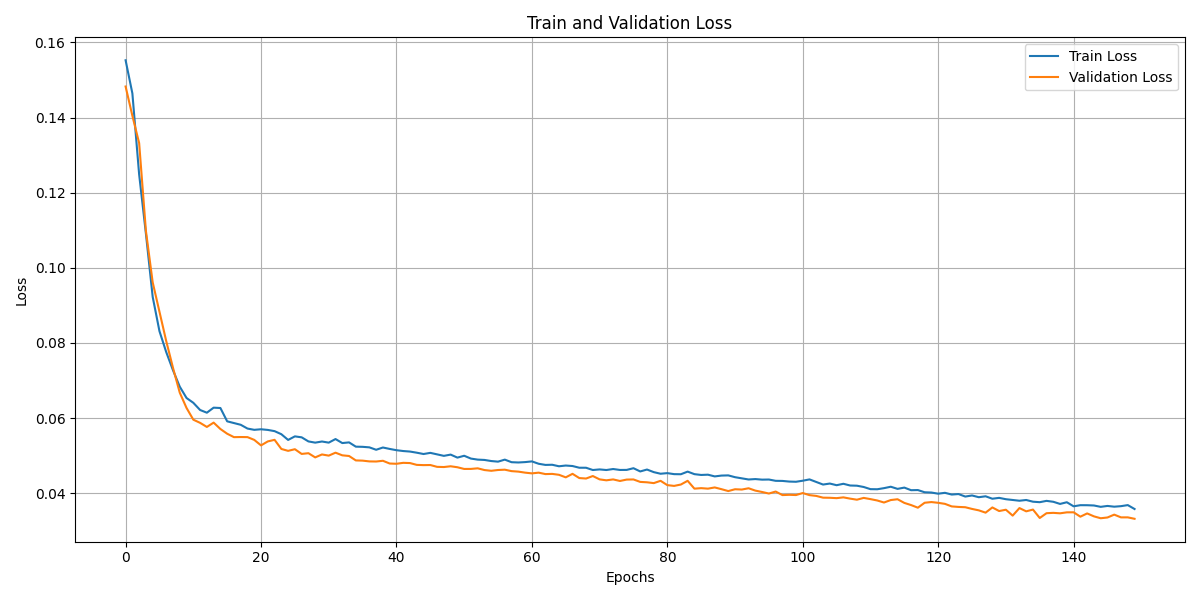 Train and Validation Loss
0.16
0.14
0.12
0.10
0.08
0.06
0.04
Loss
Train Loss
Validation Loss
0 20 40 60 80 100 120 140
Epochs